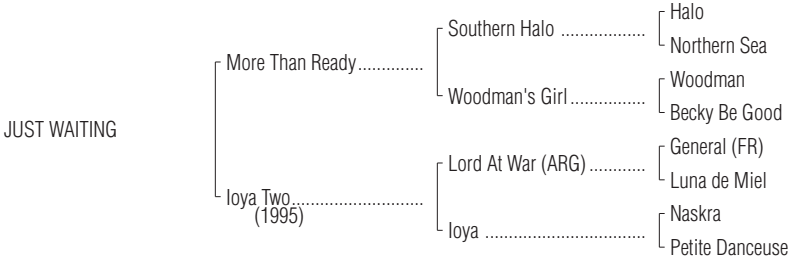 Halo
Southern Halo ...................
Northern Sea
More Than Ready..............
Woodman
Woodman's Girl ................
Becky Be Good
JUST WAITING
General (FR)
Lord At War (ARG) ............
Luna de Miel
Ioya Two............................
(1995)
Naskra
Ioya ..................................
Petite Danceuse